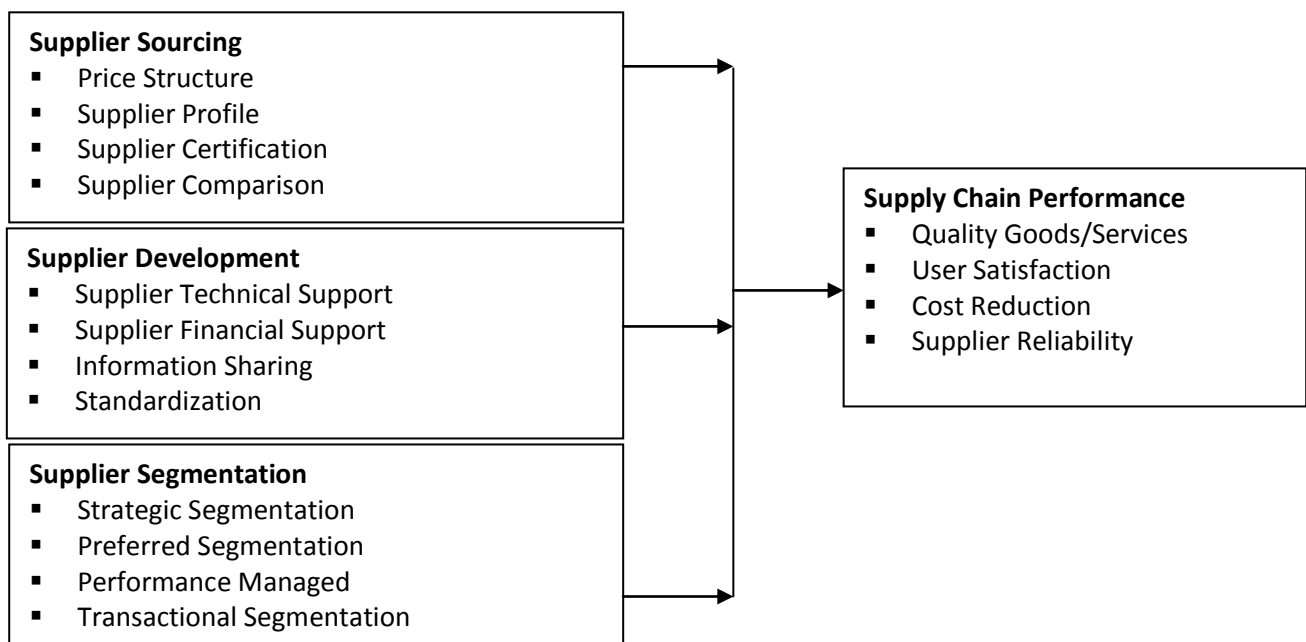 Supplier Sourcing
▪ Price Structure
▪ Supplier Profile
▪ Supplier Certification
▪ Supplier Comparison
Supplier Development
▪ Supplier Technical Support
▪ Supplier Financial Support
▪ Information Sharing
▪ Standardization
Supplier Segmentation
▪ Strategic Segmentation
▪ Preferred Segmentation
▪ Performance Managed
▪ Transactional Segmentation
Supply Chain Performance
▪ Quality Goods/Services
▪ User Satisfaction
▪ Cost Reduction
▪ Supplier Reliability